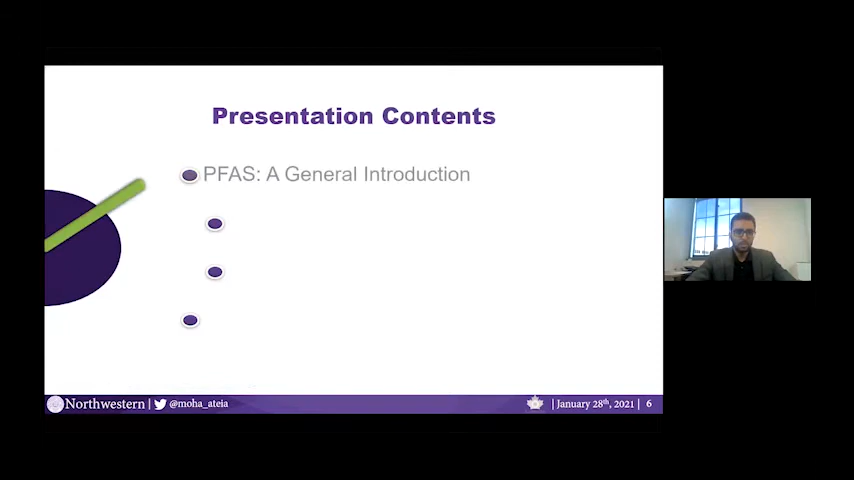 Presentation Contents
PFAS: A General Introduction
Northwestern | @moha_ateia | January 28th, 2021 | 6